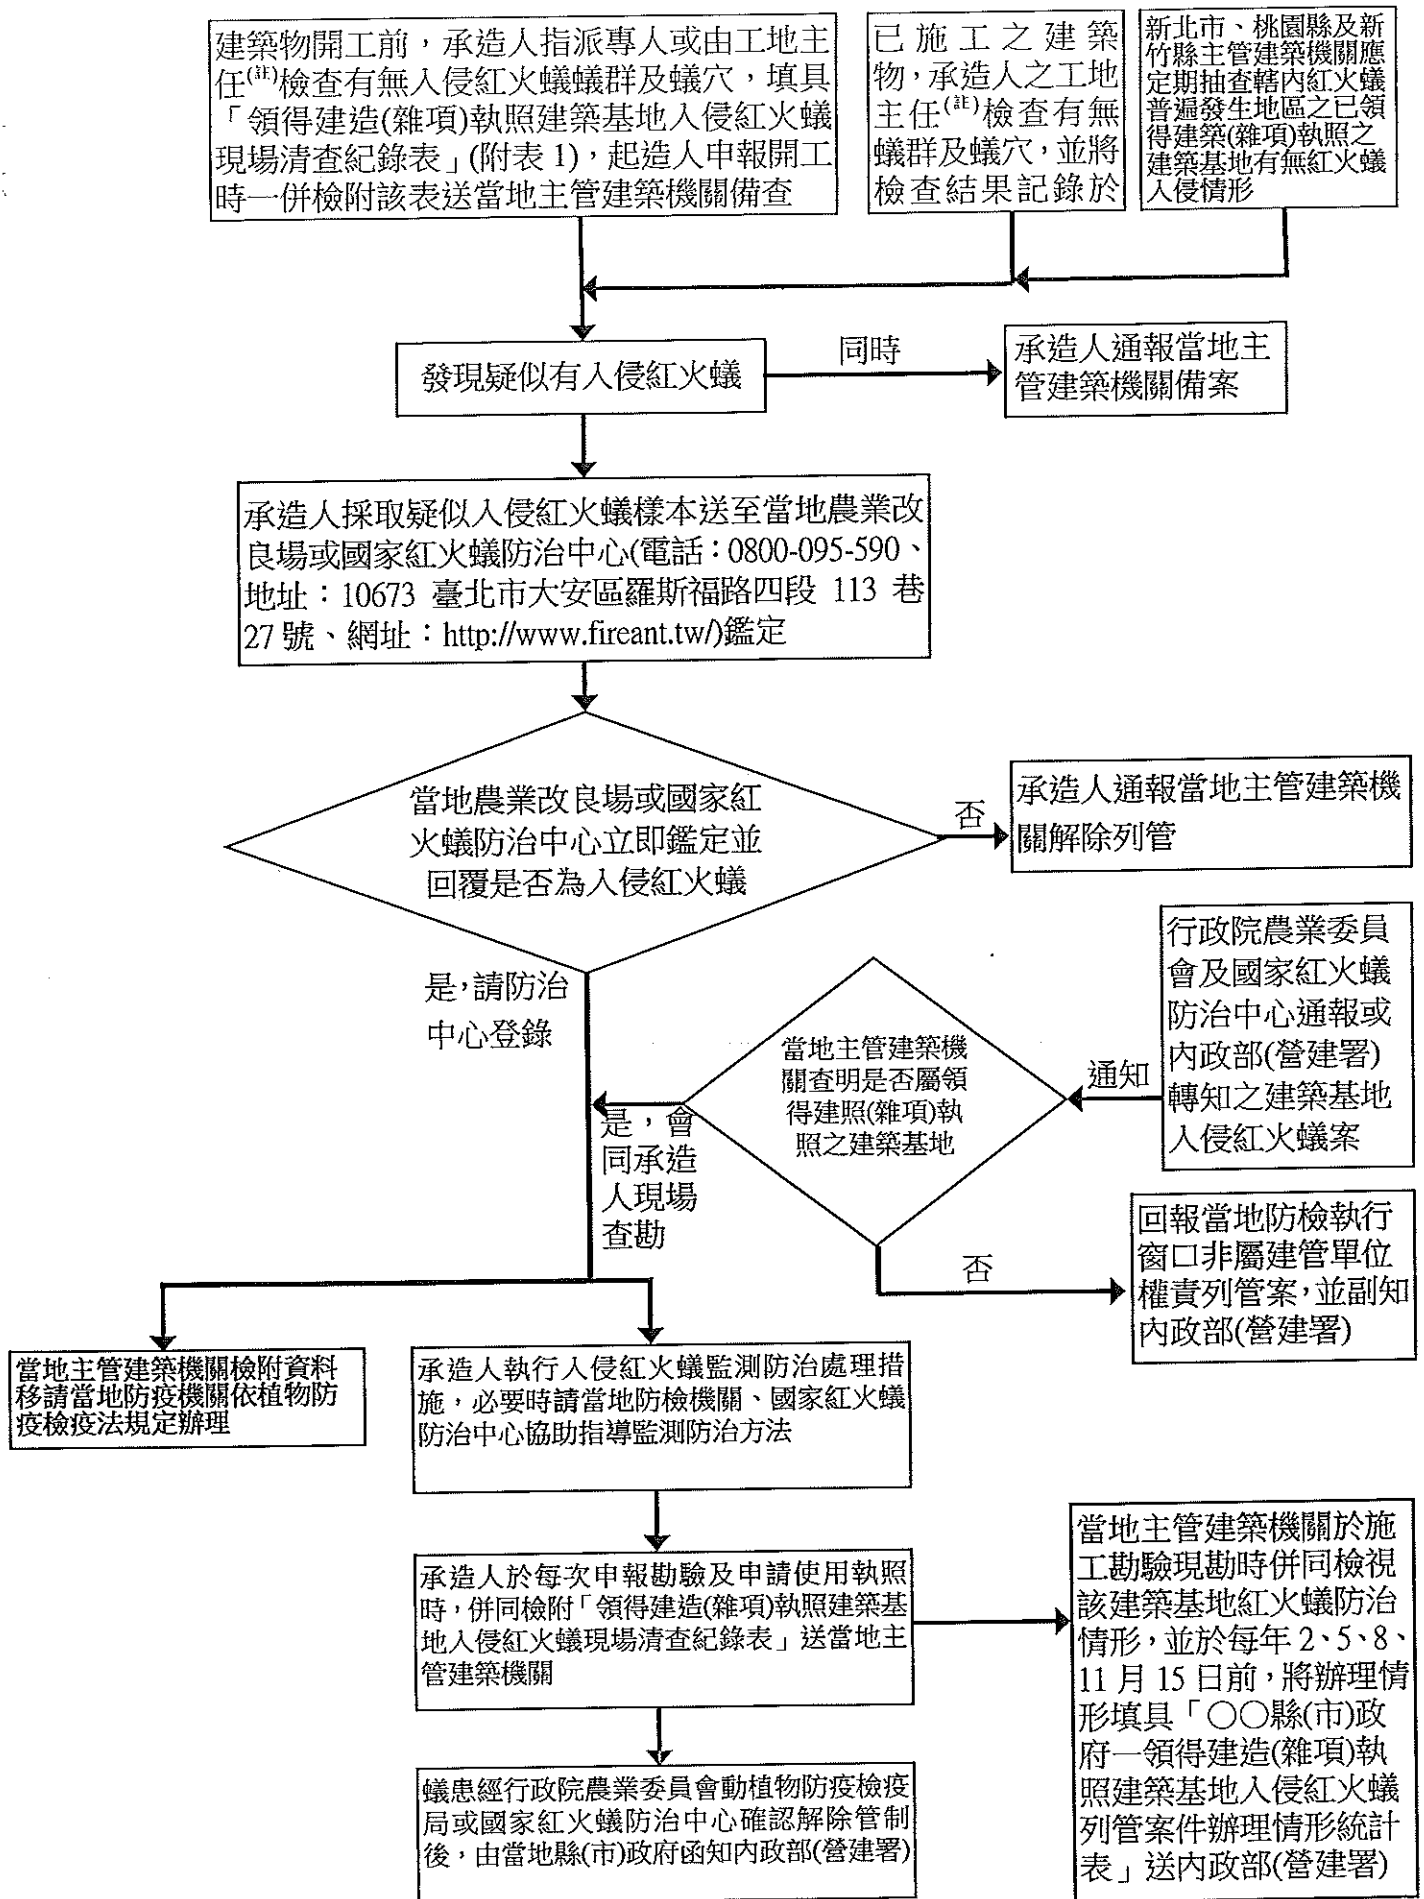 建築物開工前，承造人指派專人或由工地主
任(註)檢查有無入侵紅火蟻蟻群及蟻穴，填具
「領得建造(雜項)執照建築基地入侵紅火蟻
現場清查紀錄表」(附表 1)，起造人申報開工
時一併檢附該表送當地主管建築機關備查
已施工之建築
物，承造人之工地
主任(註)檢查有無
蟻群及蟻穴，並將
檢查結果記錄於
新北市、桃園縣及新
竹縣主管建築機關應
定期抽查轄內紅火蟻
普遍發生地區之已領
得建築(雜項)執照之
建築基地有無紅火蟻
入侵情形
發現疑似有入侵紅火蟻
同時
承造人通報當地主
管建築機關備案
承造人採取疑似入侵紅火蟻樣本送至當地農業改
良場或國家紅火蟻防治中心(電話：0800-095-590、
地址：10673 臺北市大安區羅斯福路四段 113 巷
27 號、網址：http://www.fireant.tw/)鑑定
當地農業改良場或國家紅
火蟻防治中心立即鑑定並
回覆是否為入侵紅火蟻
否
承造人通報當地主管建築機
關解除列管
是，請防治
中心登錄
當地主管建築機
關查明是否屬領
得建照(雜項)執
照之建築基地
通知
行政院農業委員
會及國家紅火蟻
防治中心通報或
內政部(營建署)
轉知之建築基地
入侵紅火蟻案
是，會
同承造
人現場
查勘
否
回報當地防檢執行
窗口非屬建管單位
權責列管案，並副知
內政部(營建署)
當地主管建築機關檢附資料
移請當地防疫機關依植物防
疫檢疫法規定辦理
承造人執行入侵紅火蟻監測防治處理措
施，必要時請當地防檢機關、國家紅火蟻
防治中心協助指導監測防治方法
承造人於每次申報勘驗及申請使用執照
時，併同檢附「領得建造(雜項)執照建築基
地入侵紅火蟻現場清查紀錄表」送當地主
管建築機關
當地主管建築機關於施
工勘驗現勘時併同檢視
該建築基地紅火蟻防治
情形，並於每年 2、5、8、
11 月 15 日前，將辦理情
形填具「○○縣(市)政
府—領得建造(雜項)執
照建築基地入侵紅火蟻
列管案件辦理情形統計
表」送內政部(營建署)
蟻患經行政院農業委員會動植物防疫檢疫
局或國家紅火蟻防治中心確認解除管制
後，由當地縣(市)政府函知內政部(營建署)